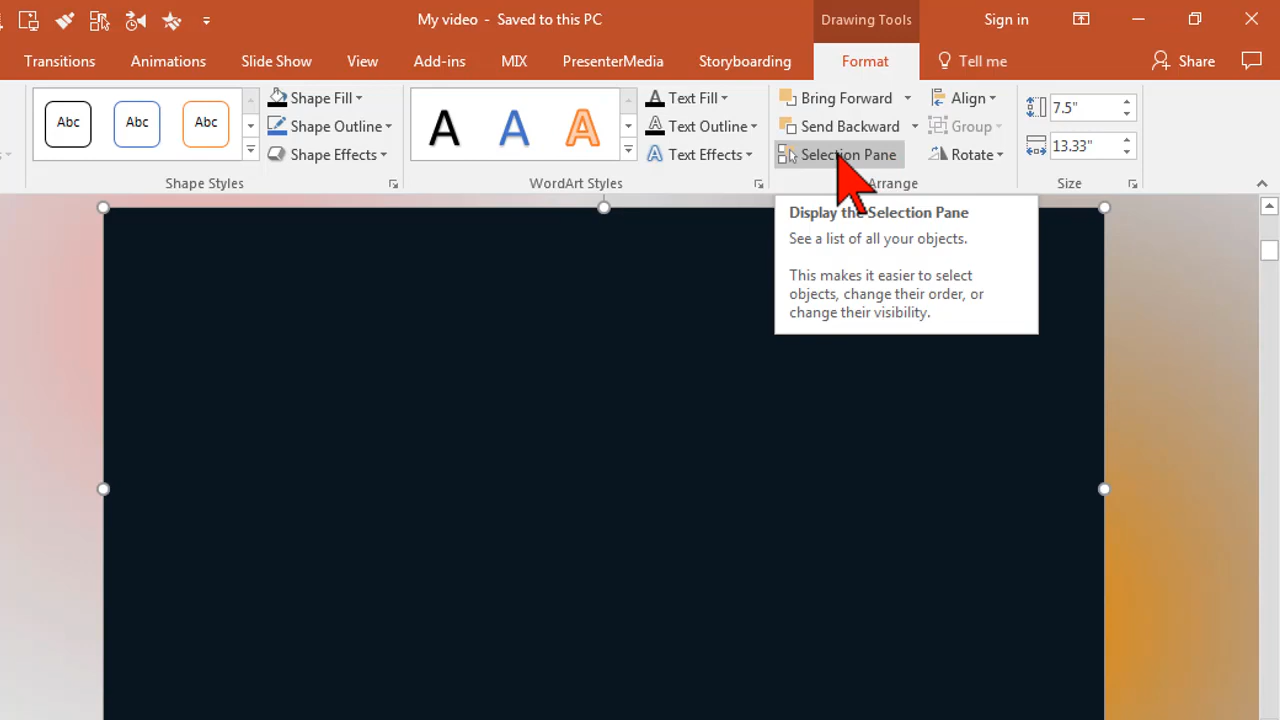 My video - Saved to this PC
Drawing Tools
Sign in
Transitions Animations Slide Show View Add-ins MIX PresenterMedia Storyboarding Format Tell me Share
Abc Abc Abc
Shape Fill
Shape Outline
Shape Effects
Shape Styles
A A A
Text Fill
Text Outline
Text Effects
WordArt Styles
Bring Forward
Send Backward
Selection Pane
Align
Group
Rotate
Arrange
7.5"
13.33"
Size
Display the Selection Pane
See a list of all your objects.
This makes it easier to select
objects, change their order, or
change their visibility.